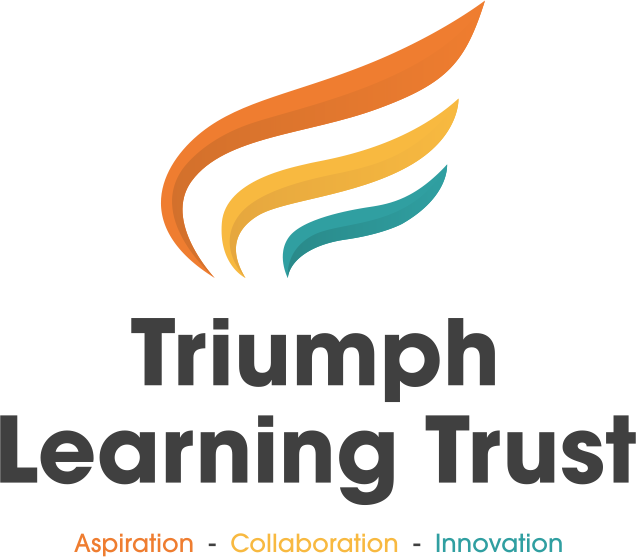 Triumph
Learning Trust
Aspiration - Collaboration - Innovation